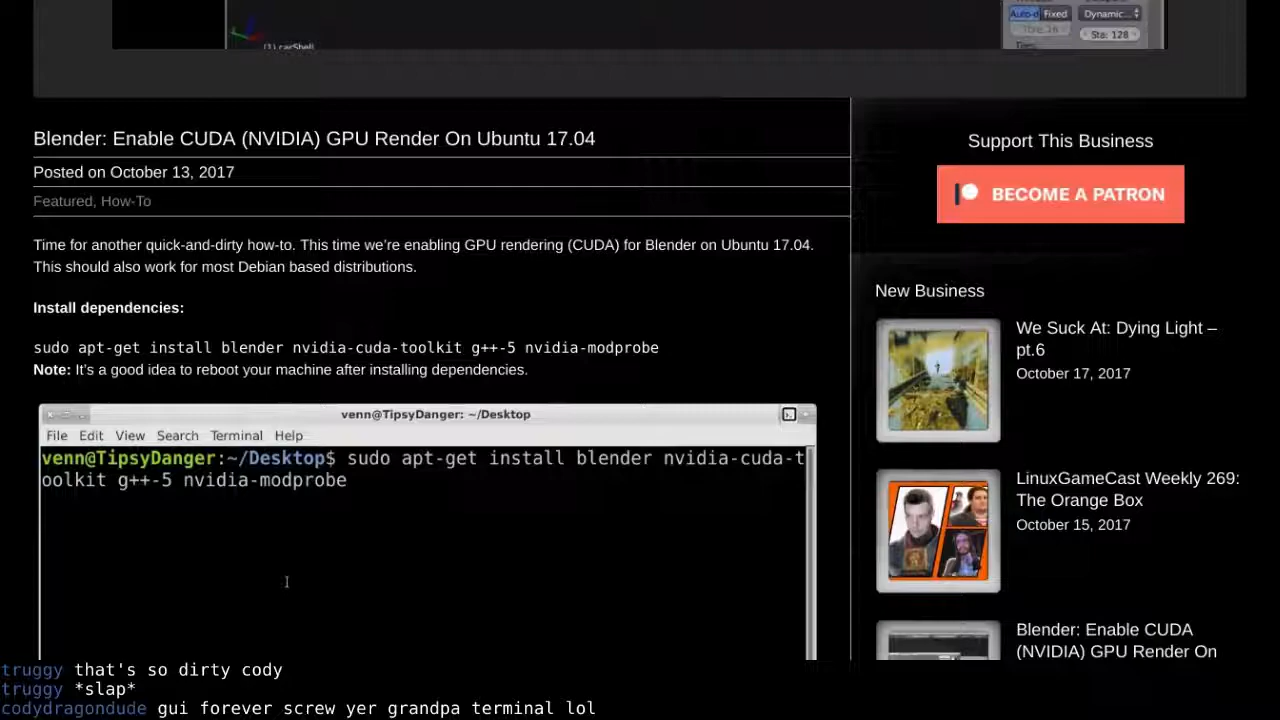 Auto-d Fixed Dynamic...
Sta: 128
(1) carShell
Blender: Enable CUDA (NVIDIA) GPU Render On Ubuntu 17.04
Posted on October 13, 2017
Featured, How-To
Time for another quick-and-dirty how-to. This time we're enabling GPU rendering (CUDA) for Blender on Ubuntu 17.04.
This should also work for most Debian based distributions.
Install dependencies:
sudo apt-get install blender nvidia-cuda-toolkit g++-5 nvidia-modprobe
Note: It's a good idea to reboot your machine after installing dependencies.
venn@TipsyDanger: ~/Desktop
File Edit View Search Terminal Help
venn@TipsyDanger:~/Desktop$ sudo apt-get install blender nvidia-cuda-t
oolkit g++-5 nvidia-modprobe
Support This Business
BECOME A PATRON
New Business
We Suck At: Dying Light –
pt.6
October 17, 2017
LinuxGameCast Weekly 269:
The Orange Box
October 15, 2017
Blender: Enable CUDA
(NVIDIA) GPU Render On
truggy that's so dirty cody
truggy *slap*
codydragondude gui forever screw yer grandpa terminal lol